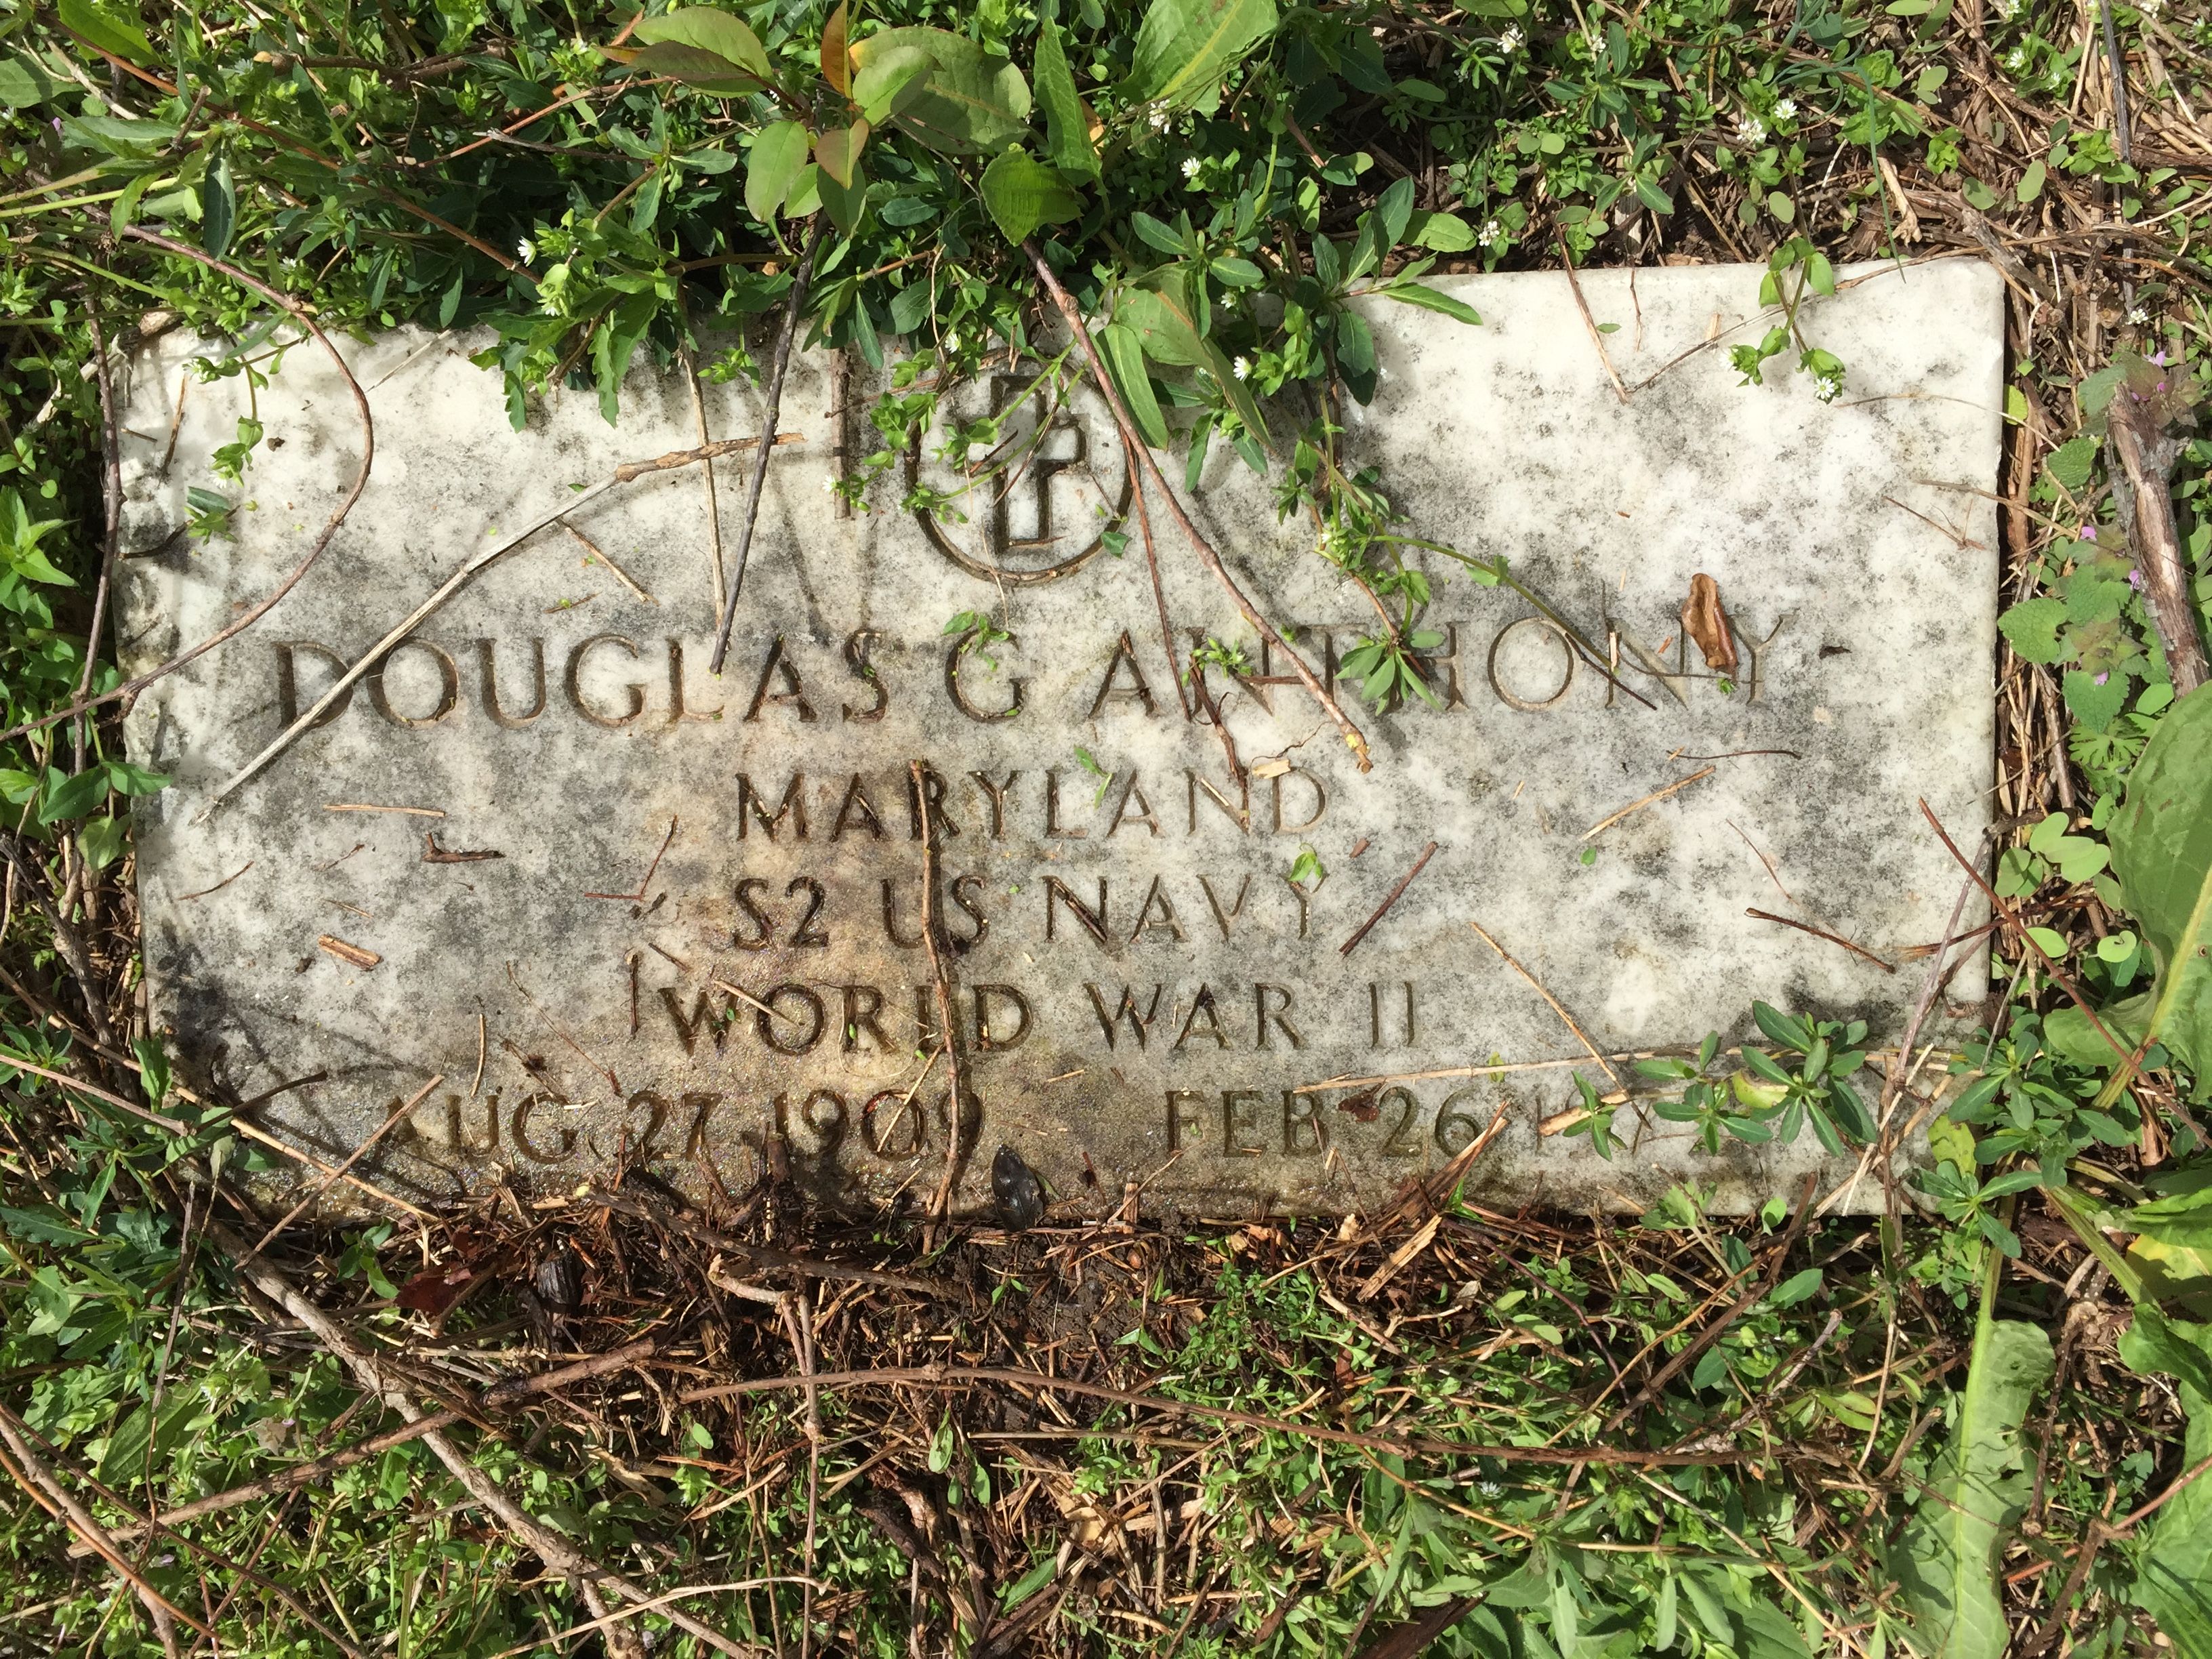 DOUGLAS G ANTHONY
MARYLAND
S2 US NAVY
WORLD WAR II
AUG 27 1909 FEB 26